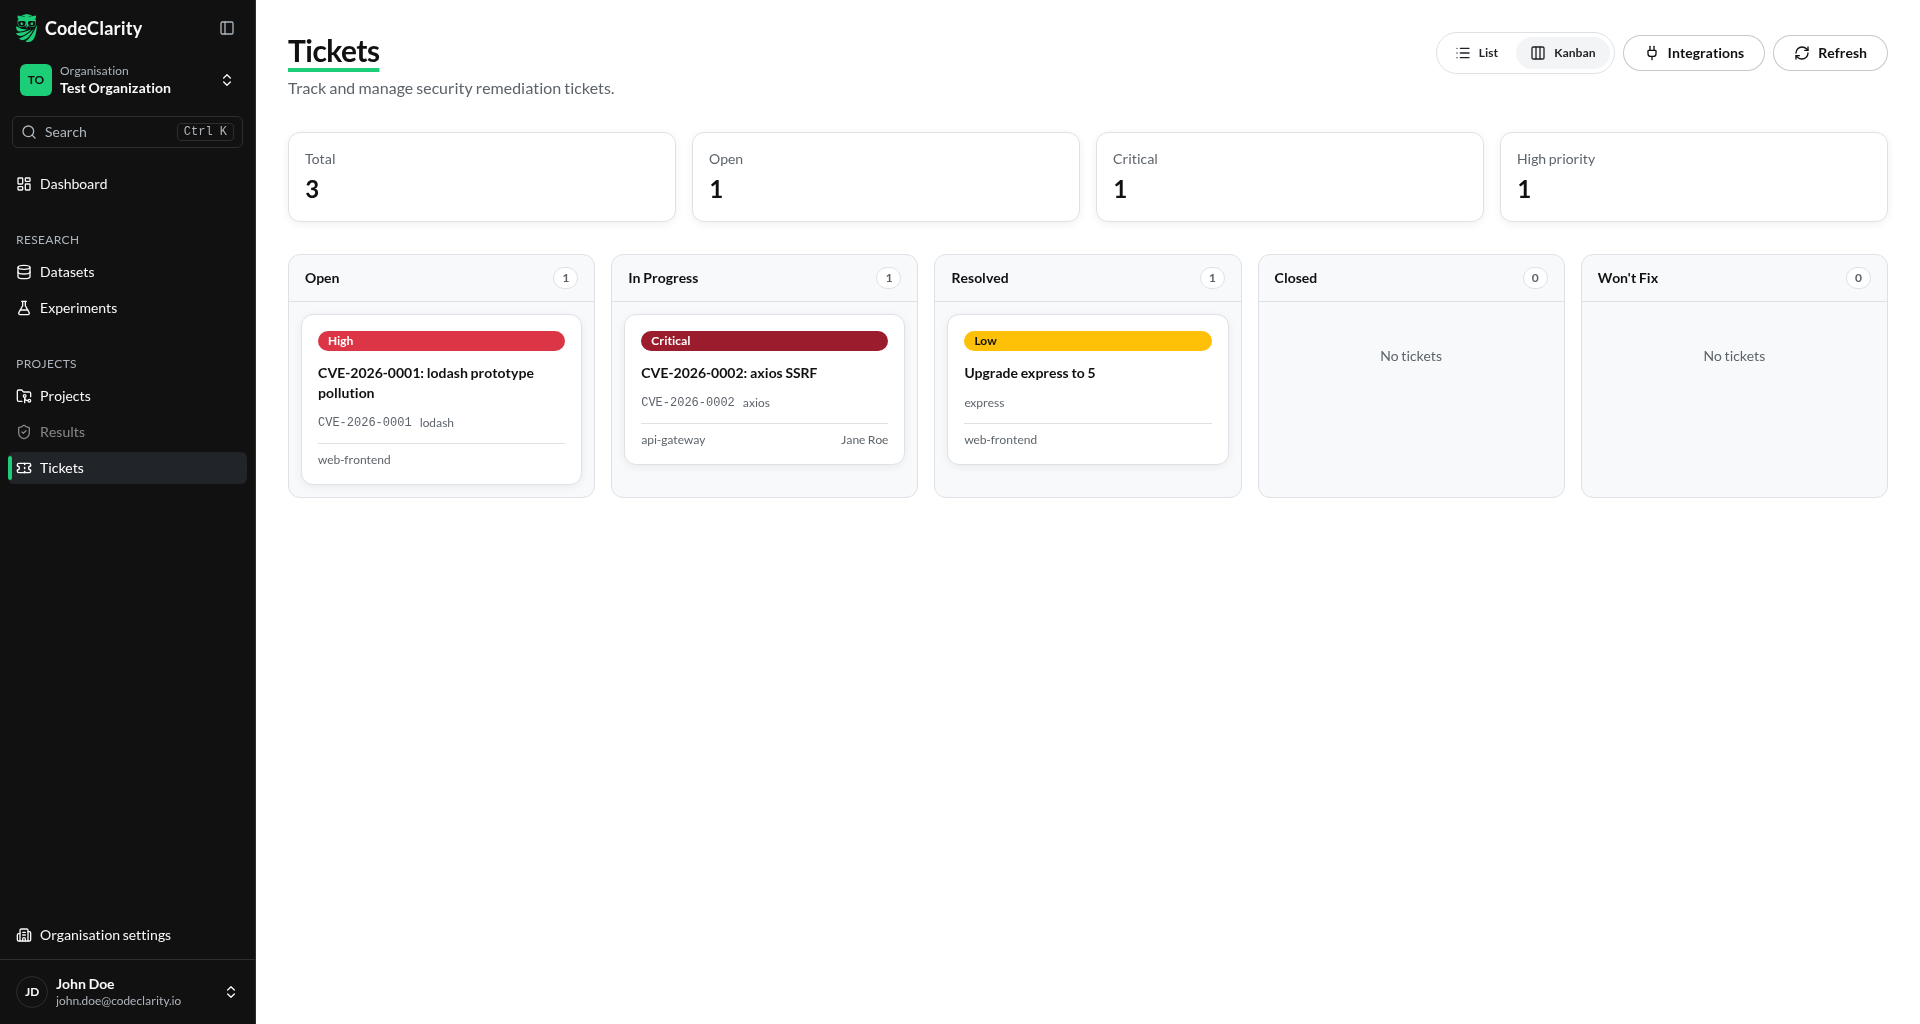 CodeClarity
TO
Organisation
Test Organization
Search
Ctrl K
Dashboard
RESEARCH
Datasets
Experiments
PROJECTS
Projects
Results
Tickets
Organisation settings
JD
John Doe
john.doe@codeclarity.io
Tickets
Track and manage security remediation tickets.
List
Kanban
Integrations
Refresh
Total
3
Open
1
Critical
1
High priority
1
Open
1
High
CVE-2026-0001: lodash prototype
pollution
CVE-2026-0001 lodash
web-frontend
In Progress
1
Critical
CVE-2026-0002: axios SSRF
CVE-2026-0002 axios
api-gateway
Jane Roe
Resolved
1
Low
Upgrade express to 5
express
web-frontend
Closed
0
No tickets
Won't Fix
0
No tickets